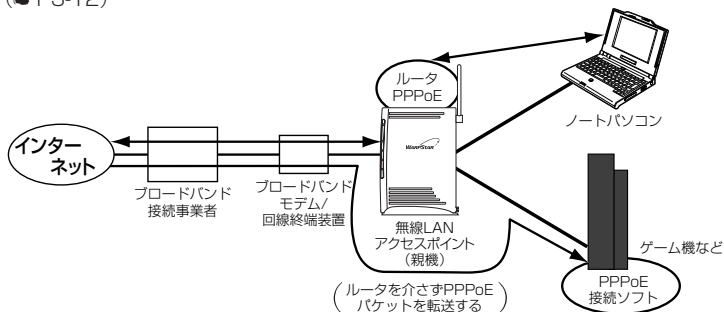 (☛P3-12)
ルータ
PPPoE
ノートパソコン
インター
ネット
WARPSTAR
ブロードバンド
接続事業者
ブロードバンド
モデム/
回線終端装置
無線LAN
アクセスポイント
(親機)
ゲーム機など
PPPoE
接続ソフト
(ルータを介さずPPPoE
パケットを転送する)